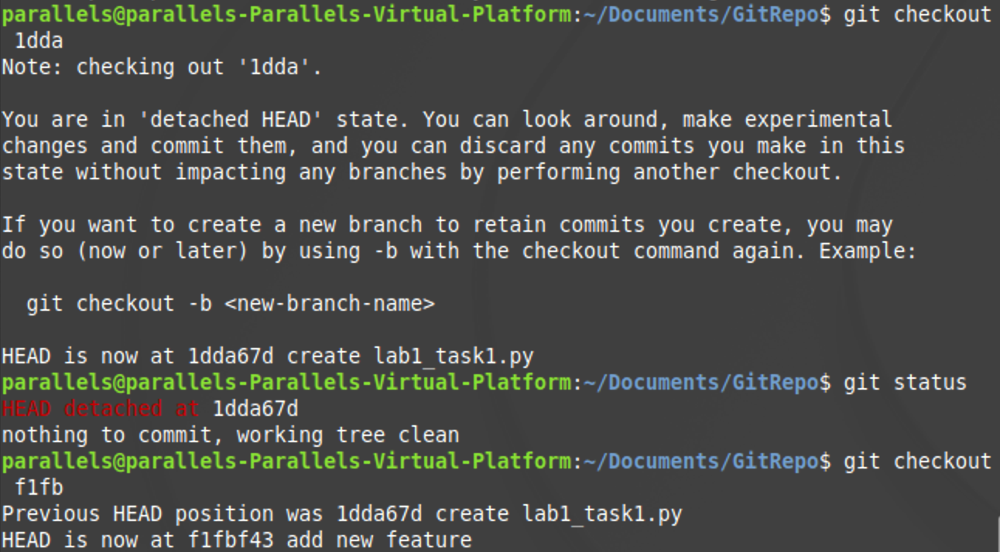 parallels@parallels-Parallels-Virtual-Platform:~/Documents/GitRepo$ git checkout
 1dda
Note: checking out '1dda'.

You are in 'detached HEAD' state. You can look around, make experimental
changes and commit them, and you can discard any commits you make in this
state without impacting any branches by performing another checkout.

If you want to create a new branch to retain commits you create, you may
do so (now or later) by using -b with the checkout command again. Example:

  git checkout -b <new-branch-name>

HEAD is now at 1dda67d create lab1_task1.py
parallels@parallels-Parallels-Virtual-Platform:~/Documents/GitRepo$ git status
HEAD detached at 1dda67d
nothing to commit, working tree clean
parallels@parallels-Parallels-Virtual-Platform:~/Documents/GitRepo$ git checkout
 f1fb
Previous HEAD position was 1dda67d create lab1_task1.py
HEAD is now at f1fbf43 add new feature